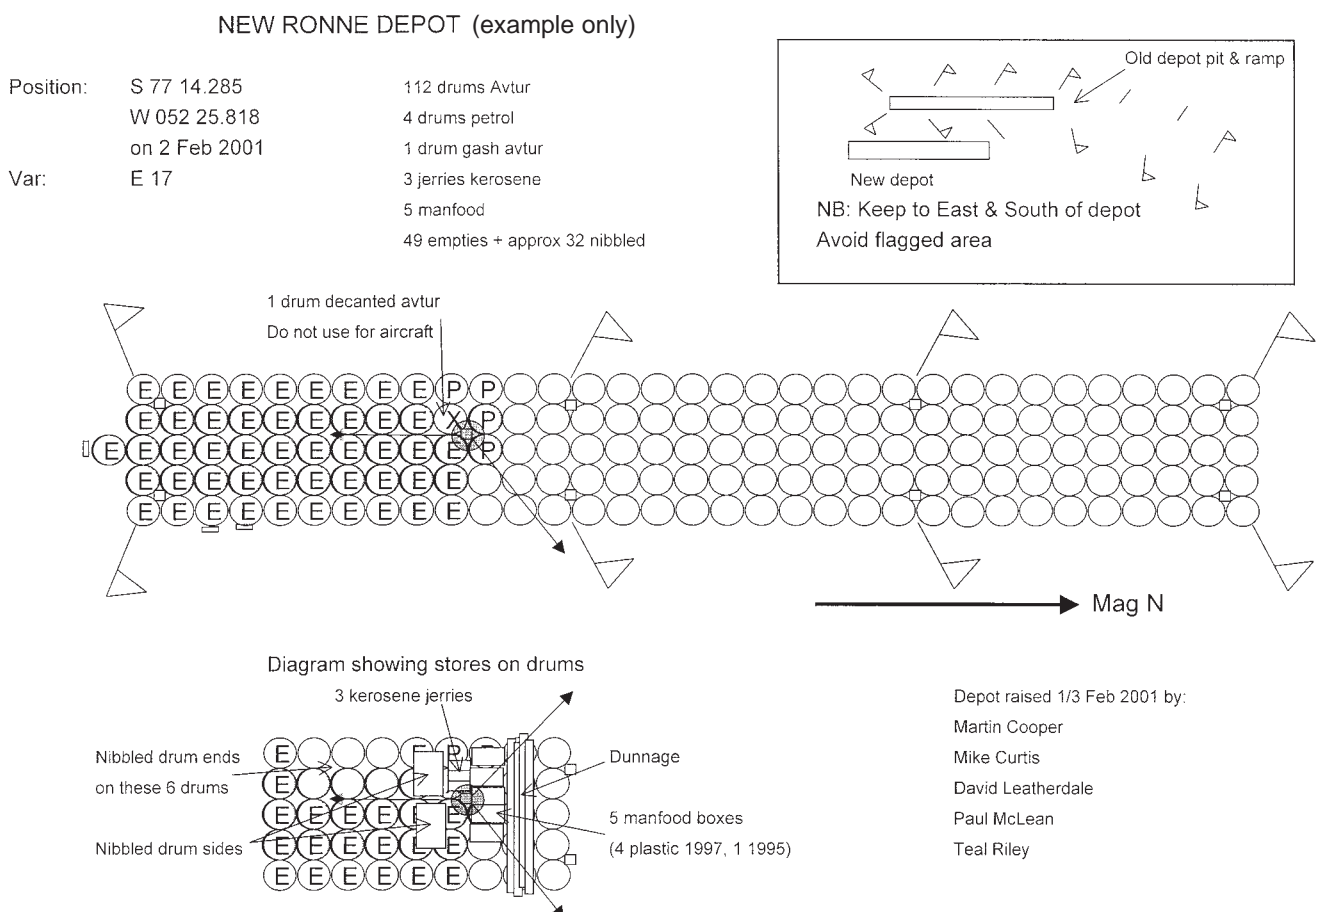 NEW RONNE DEPOT (example only)
Position: S 77 14.285
W 052 25.818
on 2 Feb 2001
Var: E 17
112 drums Avtur
4 drums petrol
1 drum gash avtur
3 jerries kerosene
5 manfood
49 empties + approx 32 nibbled
Old depot pit & ramp
New depot
NB: Keep to East & South of depot
Avoid flagged area
1 drum decanted avtur
Do not use for aircraft
E E E E E E E E E P P
E E E E E E E E E X P
E E E E E E E E E E E P
E E E E E E E E E E
E E E E E E E E E E
Mag N
Diagram showing stores on drums
3 kerosene jerries
Nibbled drum ends
on these 6 drums
Nibbled drum sides
E E P
E
E E E E E
E E E E E E
E E E E E E
Dunnage
5 manfood boxes
(4 plastic 1997, 1 1995)
Depot raised 1/3 Feb 2001 by:
Martin Cooper
Mike Curtis
David Leatherdale
Paul McLean
Teal Riley